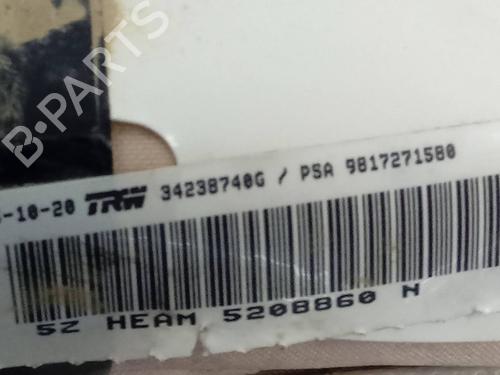 B-PARTS
-10-20 TRW 34238740G / PSA 9817271580
5Z HEAM 5208860 N